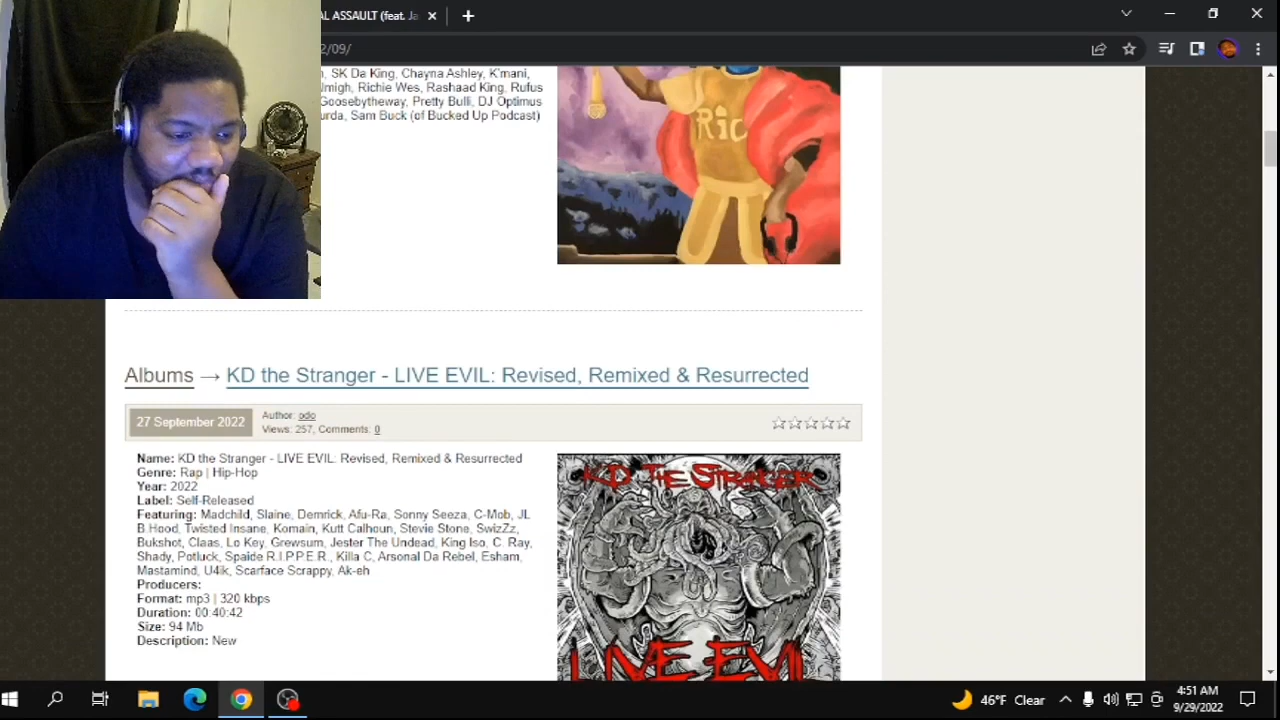 AL ASSAULT (feat. Ja
2/09/
, SK Da King, Chayna Ashley, K'mani,
Jmigh, Richie Wes, Rashaad King, Rufus
Goosebytheway, Pretty Bulli, DJ Optimus
urda, Sam Buck (of Bucked Up Podcast)
RIC
Albums → KD the Stranger - LIVE EVIL: Revised, Remixed & Resurrected
27 September 2022
Author: odo
Views: 257, Comments: 0
Name: KD the Stranger - LIVE EVIL: Revised, Remixed & Resurrected
Genre: Rap | Hip-Hop
Year: 2022
Label: Self-Released
Featuring: Madchild, Slaine, Demrick, Afu-Ra, Sonny Seeza, C-Mob, JL
B.Hood, Twisted Insane, Komain, Kutt Calhoun, Stevie Stone, SwizZz,
Bukshot, Claas, Lo Key, Grewsum, Jester The Undead, King Iso, C. Ray,
Shady, Potluck, Spaide R.I.P.P.E.R., Killa C, Arsonal Da Rebel, Esham,
Mastamind, U4ik, Scarface Scrappy, Ak-eh
Producers:
Format: mp3 | 320 kbps
Duration: 00:40:42
Size: 94 Mb
Description: New
KD THE STRANGER
LIVE EVIL
46°F Clear
4:51 AM
9/29/2022